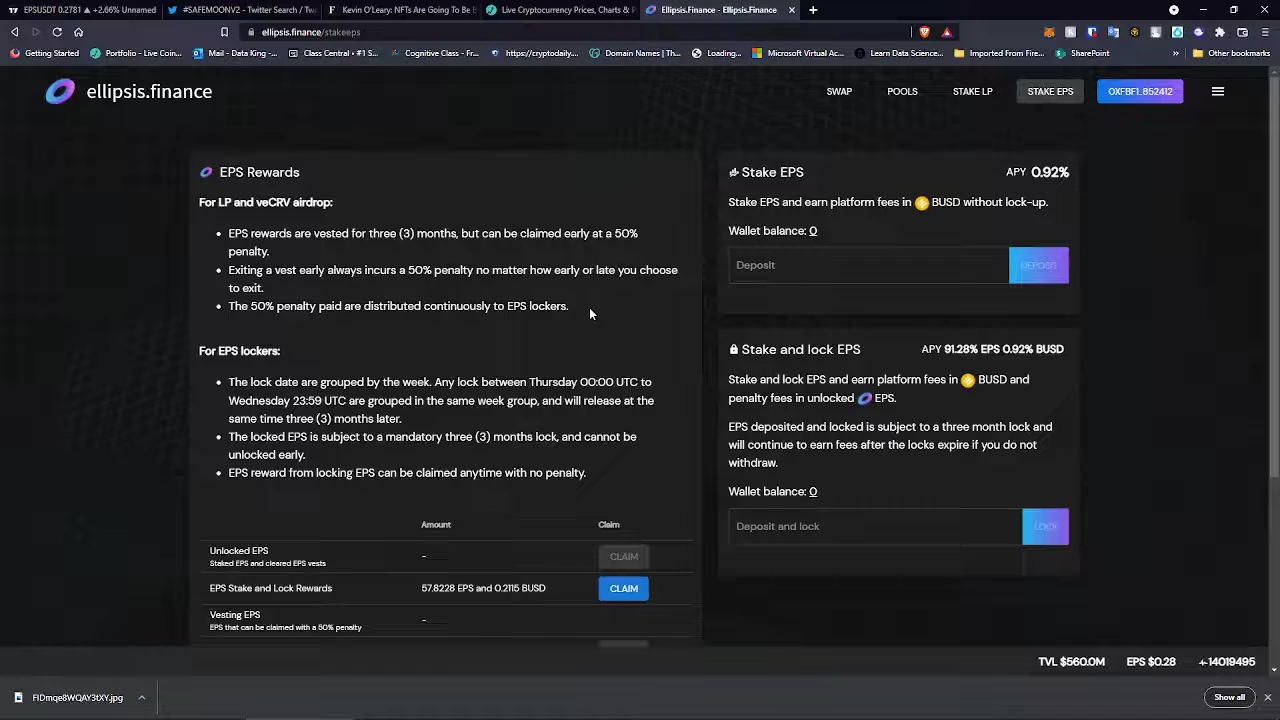 EPSUSDT 0.2781 ▲ +2.66% Unnamed
#SAFEMOONV2 - Twitter Search / Tw
Kevin O'Leary: NFTs Are Going To Be
Live Cryptocurrency Prices, Charts & P
Ellipsis.Finance - Ellipsis.Finance
ellipsis.finance/stakeeps
Getting Started
Portfolio - Live Coin...
Mail - Data King ...
Class Central • #1 S...
Cognitive Class - Fr...
https://cryptodaily...
Domain Names | Th...
Loading...
Microsoft Virtual Ac...
Learn Data Science...
Imported From Fire...
SharePoint
Other bookmarks
ellipsis.finance
SWAP
POOLS
STAKE LP
STAKE EPS
0XFBF1..852412
EPS Rewards
For LP and veCRV airdrop:
• EPS rewards are vested for three (3) months, but can be claimed early at a 50%
penalty.
• Exiting a vest early always incurs a 50% penalty no matter how early or late you choose
to exit.
• The 50% penalty paid are distributed continuously to EPS lockers.
For EPS lockers:
• The lock date are grouped by the week. Any lock between Thursday 00:00 UTC to
Wednesday 23:59 UTC are grouped in the same week group, and will release at the
same time three (3) months later.
• The locked EPS is subject to a mandatory three (3) months lock, and cannot be
unlocked early.
• EPS reward from locking EPS can be claimed anytime with no penalty.
Amount Claim
Unlocked EPS
Staked EPS and cleared EPS vests
- CLAIM
EPS Stake and Lock Rewards 57.8228 EPS and 0.2115 BUSD CLAIM
Vesting EPS
EPS that can be claimed with a 50% penalty
-
Stake EPS APY 0.92%
Stake EPS and earn platform fees in BUSD without lock-up.
Wallet balance: 0
Deposit DEPOSIT
Stake and lock EPS APY 91.28% EPS 0.92% BUSD
Stake and lock EPS and earn platform fees in BUSD and
penalty fees in unlocked EPS.
EPS deposited and locked is subject to a three month lock and
will continue to earn fees after the locks expire if you do not
withdraw.
Wallet balance: 0
Deposit and lock LOCK
TVL $560.0M EPS $0.28 14019495
FIDmqe8WQAY3tXY.jpg
Show all